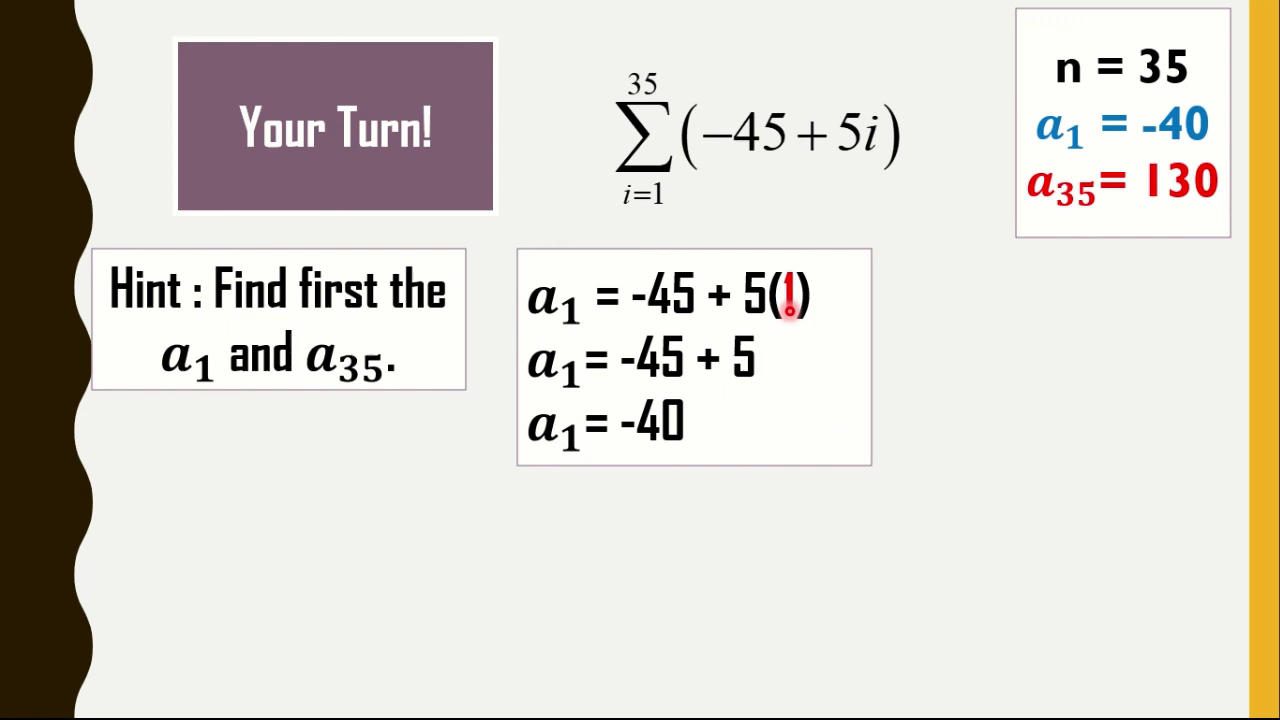 Your Turn!
35
∑ (−45 + 5i)
i=1
n = 35
a₁ = -40
a₃₅= 130
Hint : Find first the
a₁ and a₃₅.
a₁ = -45 + 5(1)
a₁= -45 + 5
a₁= -40